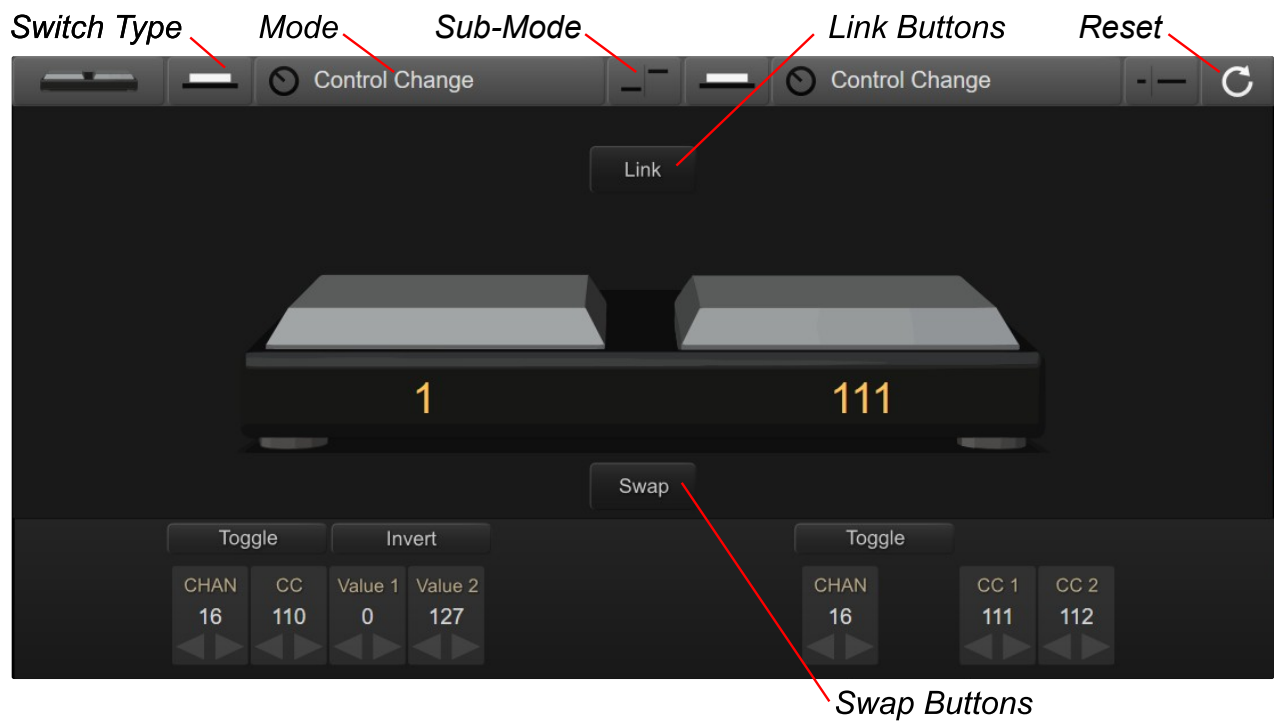 Switch Type Mode Sub-Mode Link Buttons Reset
Control Change Control Change
Link
1 111
Swap
Toggle Invert Toggle
CHAN CC Value 1 Value 2 CHAN CC 1 CC 2
16 110 0 127 16 111 112
Swap Buttons